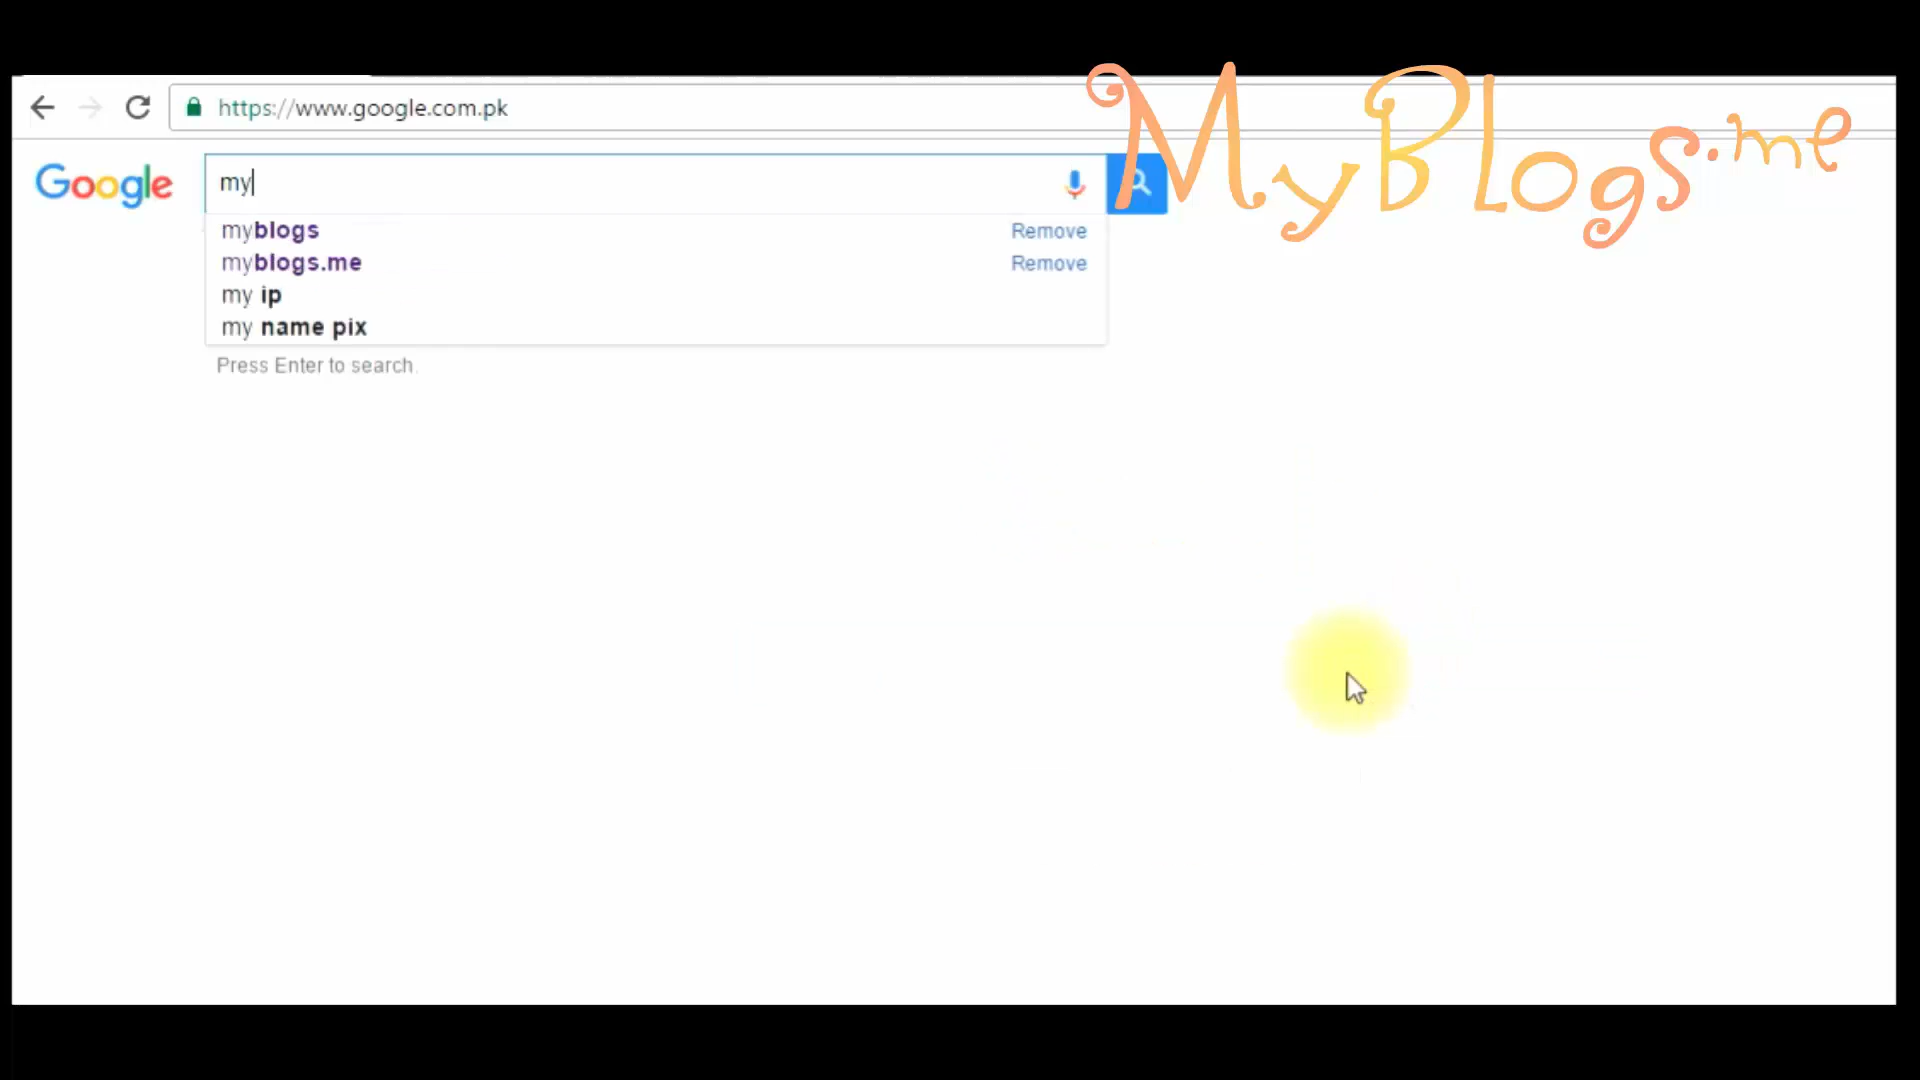 https://www.google.com.pk
MyBlogs.me
Google
my
myblogs Remove
myblogs.me Remove
my ip
my name pix
Press Enter to search.